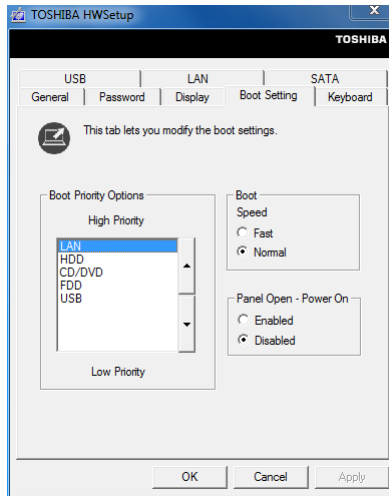 TOSHIBA HWSetup
TOSHIBA
USB LAN SATA
General Password Display Boot Setting Keyboard
This tab lets you modify the boot settings.
Boot Priority Options
High Priority
LAN
HDD
CD/DVD
FDD
USB
Low Priority
Boot
Speed
Fast
Normal
Panel Open - Power On
Enabled
Disabled
OK Cancel Apply